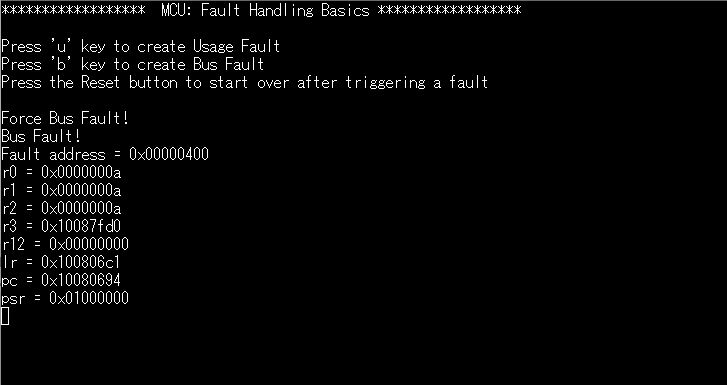 ****************** MCU: Fault Handling Basics ******************
Press 'u' key to create Usage Fault
Press 'b' key to create Bus Fault
Press the Reset button to start over after triggering a fault
Force Bus Fault!
Bus Fault!
Fault address = 0x00000400
r0 = 0x0000000a
r1 = 0x0000000a
r2 = 0x0000000a
r3 = 0x10087fd0
r12 = 0x00000000
lr = 0x100806c1
pc = 0x10080694
psr = 0x01000000